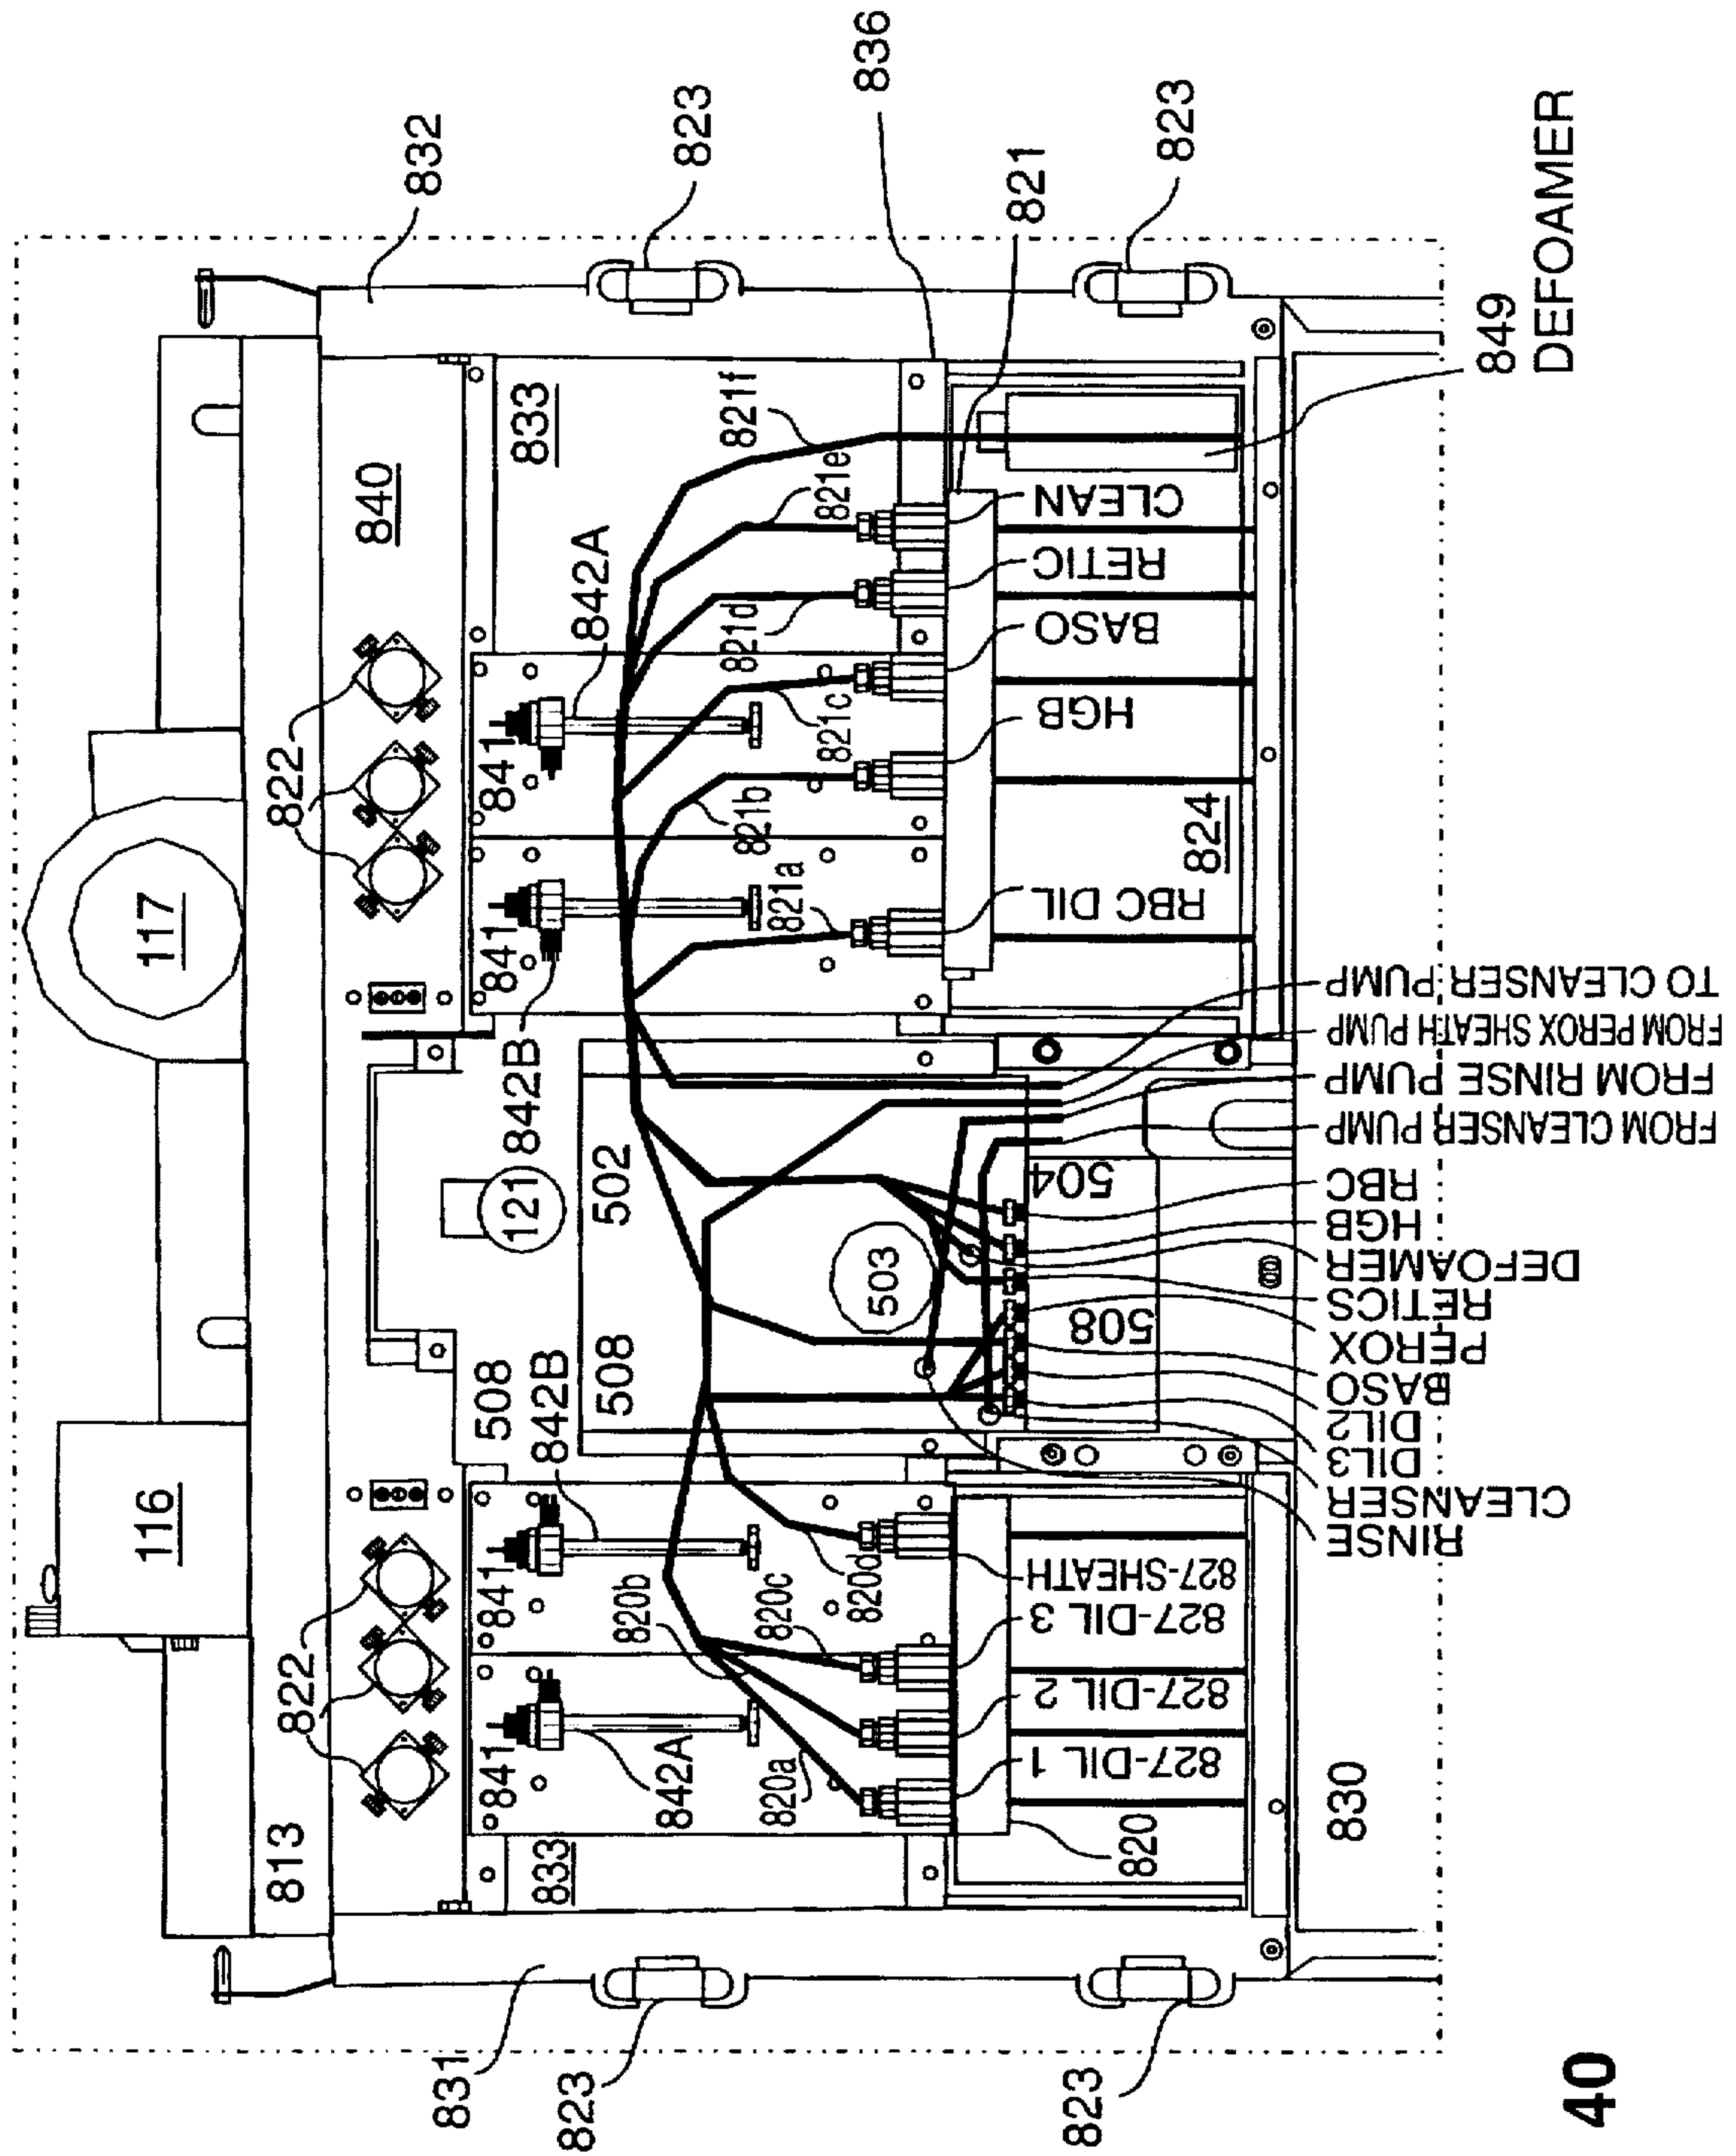 116
117
813
822
822
840
831
832
823
823
823
823
833
833
841
841
841
841
842A
842B
842B
842A
508
121
502
508
503
504
508
836
821
820a
820b
820c
820d
821a
821b
821c
821d
821e
821f
820
827-DIL 1
827-DIL 2
827-DIL 3
827-SHEATH
RBC DIL
HGB
BASO
RETIC
CLEAN
824
830
849
DEFOAMER
RINSE
CLEANSER
DIL3
DIL2
BASO
PEROX
RETICS
DEFOAMER
HGB
RBC
FROM CLEANSER PUMP
FROM RINSE PUMP
FROM PEROX SHEATH PUMP
TO CLEANSER PUMP
40